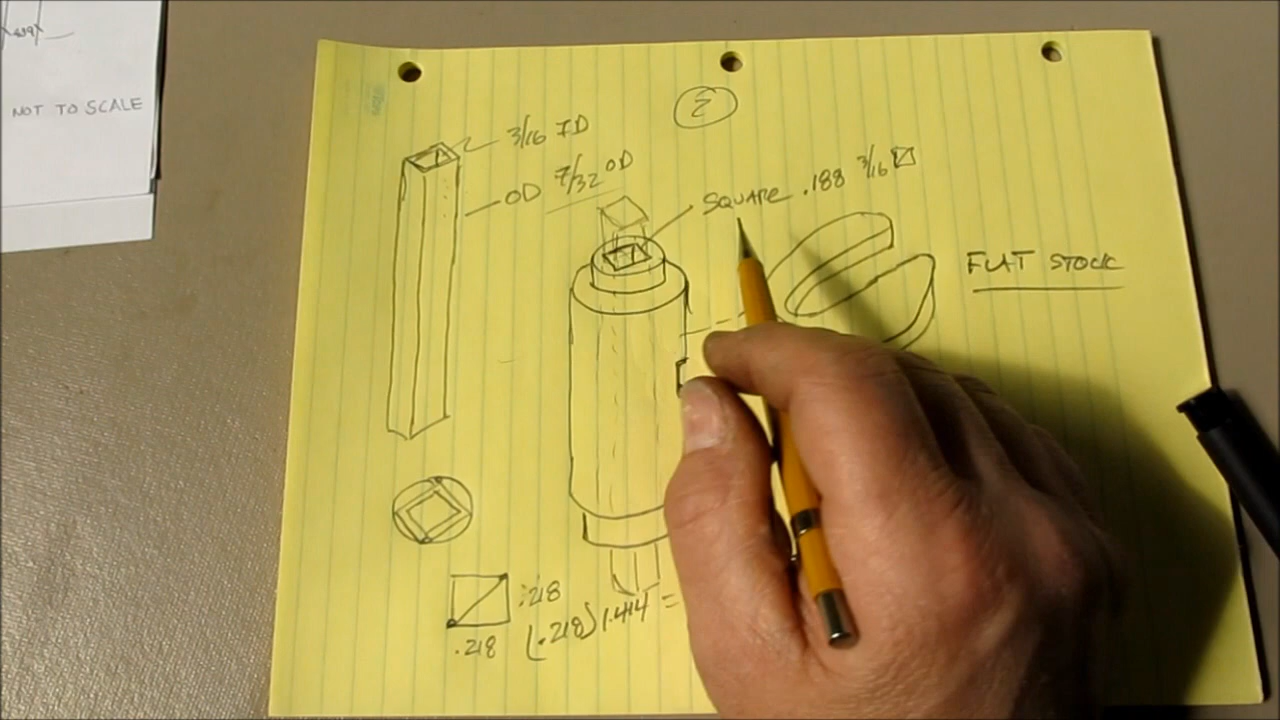 NOT TO SCALE
2
3/16 ID
OD 7/32 OD
SQUARE .188 3/16
FLAT STOCK
.218
.218
(.218) 1.414 =